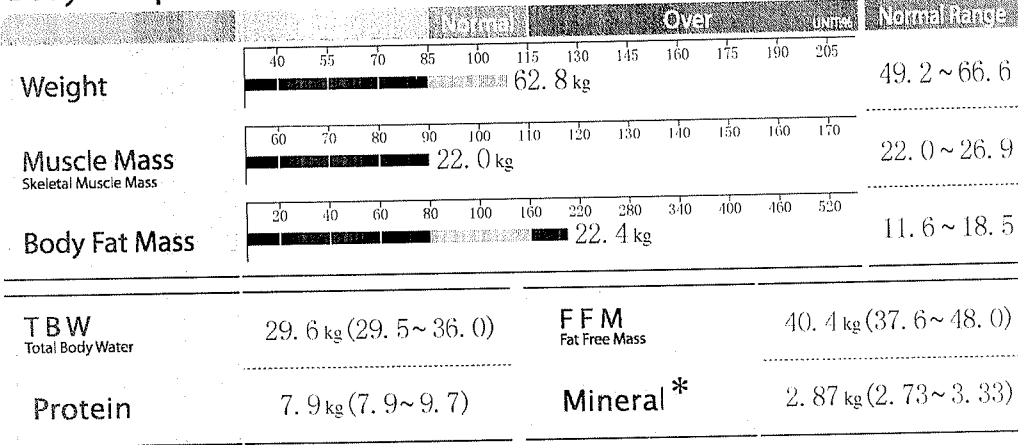 Normal Over UNIT:% Normal Range
40 55 70 85 100 115 130 145 160 175 190 205
Weight 62.8 kg 49.2~66.6
60 70 80 90 100 110 120 130 140 150 160 170
Muscle Mass 22.0 kg 22.0~26.9
Skeletal Muscle Mass
20 40 60 80 100 160 220 280 340 400 460 520
Body Fat Mass 22.4 kg 11.6~18.5
TBW 29.6 kg (29.5~36.0) FFM 40.4 kg (37.6~48.0)
Total Body Water Fat Free Mass
Protein 7.9 kg (7.9~9.7) Mineral * 2.87 kg (2.73~3.33)